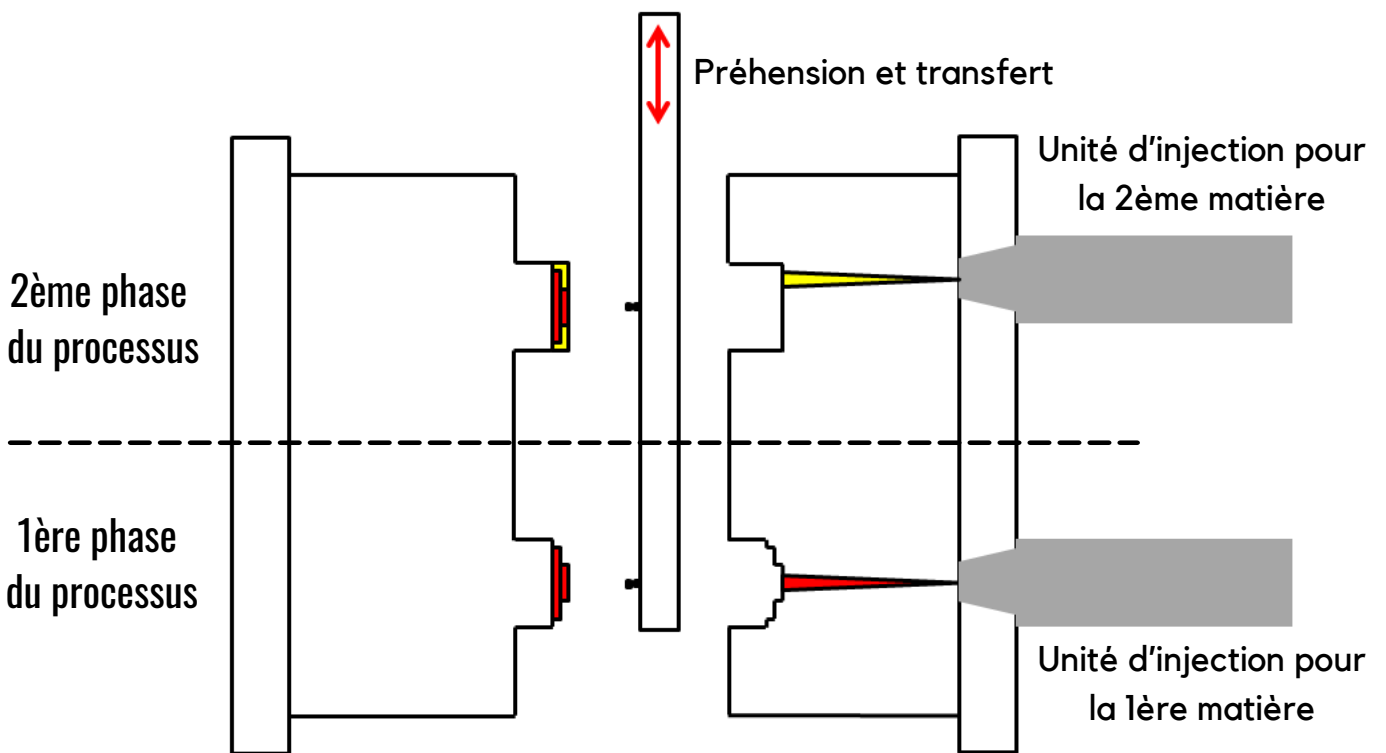 Préhension et transfert
Unité d'injection pour
la 2ème matière
2ème phase
du processus
1ère phase
du processus
Unité d'injection pour
la 1ère matière